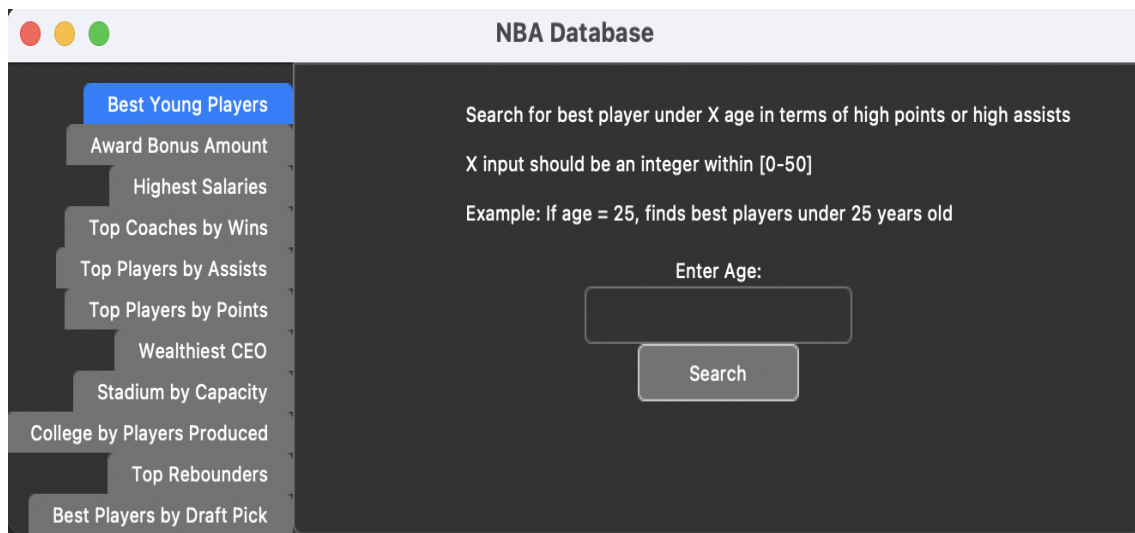 NBA Database
Best Young Players
Award Bonus Amount
Highest Salaries
Top Coaches by Wins
Top Players by Assists
Top Players by Points
Wealthiest CEO
Stadium by Capacity
College by Players Produced
Top Rebounders
Best Players by Draft Pick
Search for best player under X age in terms of high points or high assists
X input should be an integer within [0-50]
Example: If age = 25, finds best players under 25 years old
Enter Age:
Search